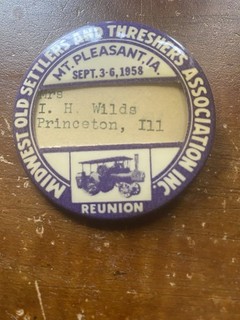 MIDWEST OLD SETTLERS AND THRESHERS ASSOCIATION INC.
MT. PLEASANT, IA.
SEPT. 3-6, 1958
Mrs
I. H. Wilds
Princeton, Ill
REUNION